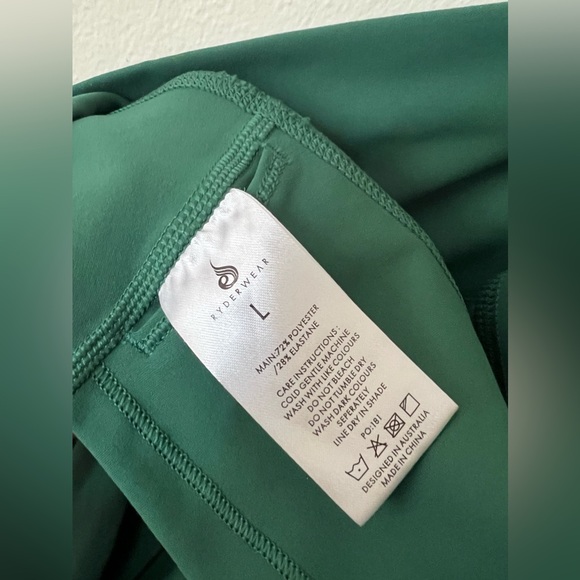 RYDERWEAR
L
MAIN:72% POLYESTER
/28% ELASTANE
CARE INSTRUCTIONS :
COLD GENTLE MACHINE
WASH WITH LIKE COLOURS
DO NOT BLEACH
DO NOT TUMBLE DRY
WASH DARK COLOURS
SEPERATELY
LINE DRY IN SHADE
PO:181
DESIGNED IN AUSTRALIA
MADE IN CHINA